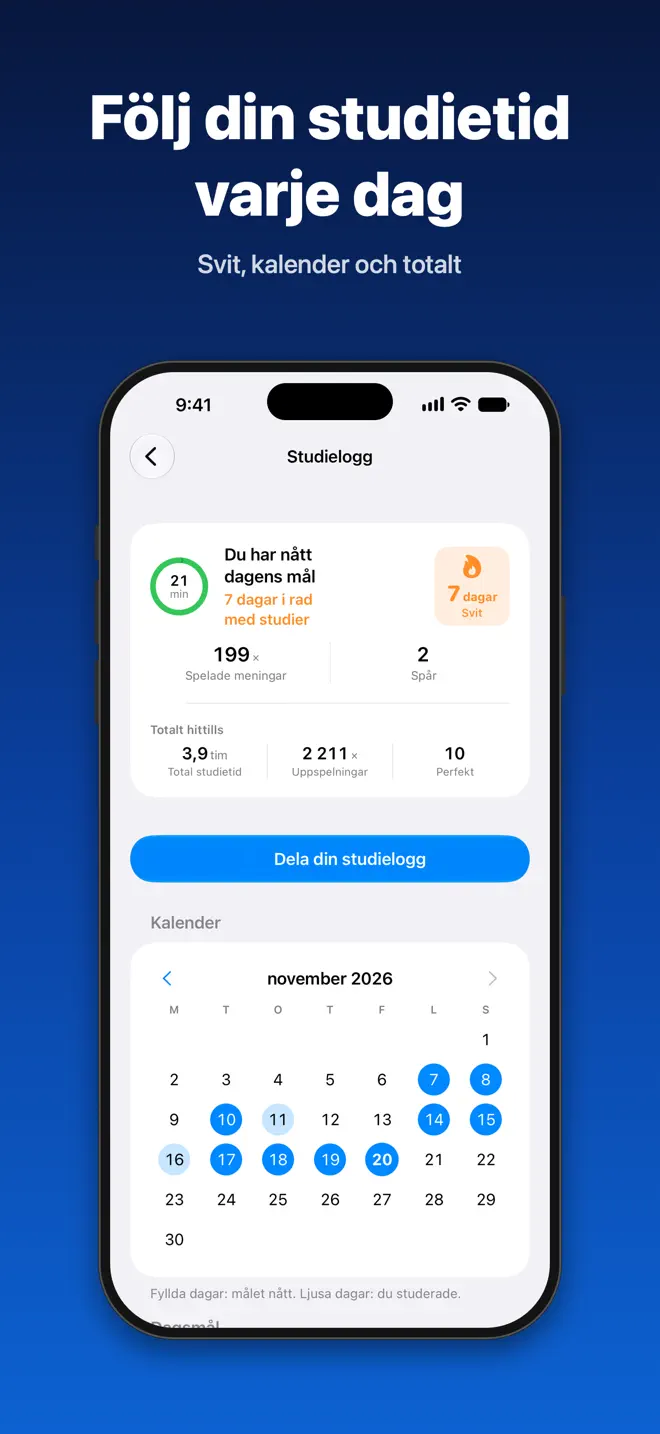 Följ din studietid
varje dag
Svit, kalender och totalt
9:41
Studielogg
21
min
Du har nått
dagens mål
7 dagar i rad
med studier
7 dagar
Svit
199 ×
Spelade meningar
2
Spår
Totalt hittills
3,9 tim
Total studietid
2 211 ×
Uppspelningar
10
Perfekt
Dela din studielogg
Kalender
november 2026
M T O T F L S
1
2 3 4 5 6 7 8
9 10 11 12 13 14 15
16 17 18 19 20 21 22
23 24 25 26 27 28 29
30
Fyllda dagar: målet nått. Ljusa dagar: du studerade.
Dagsmål